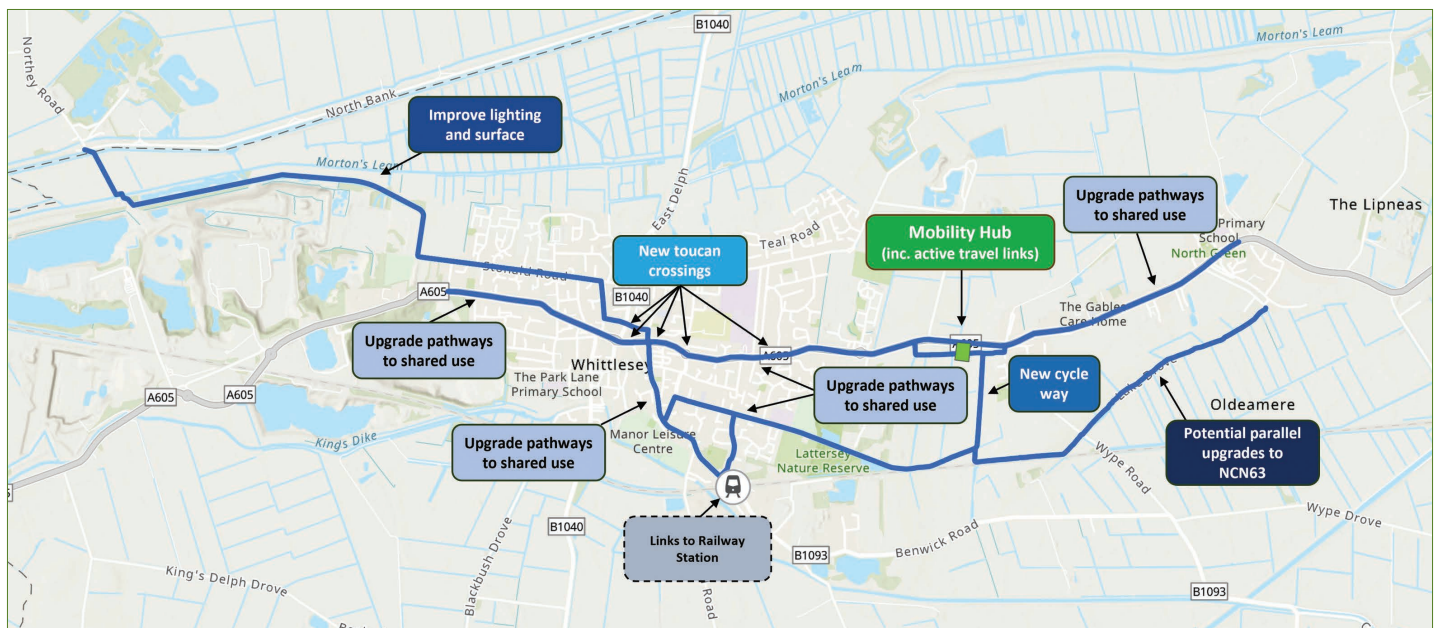 B1040
Morton's Leam
Northey Road
Morton's Leam
North Bank
Improve lighting
and surface
Morton's Leam
East Delph
Upgrade pathways
to shared use
The Lipneas
Primary
School
North Green
Teal Road
Mobility Hub
(inc. active travel links)
New toucan
crossings
Stonald Road
B1040
A605
The Gables
Care Home
A605
Upgrade pathways
to shared use
Whittlesey
A605
The Park Lane
Primary School
Upgrade pathways
to shared use
New cycle
way
Lake Drove
Oldeamere
A605
A605
King's Dike
Upgrade pathways
to shared use
Manor Leisure
Centre
Lattersey
Nature Reserve
Potential parallel
upgrades to
NCN63
Wype Road
5
Links to Railway
Station
B1040
Blackbush Drove
Benwick Road
B1093
Wype Drove
King's Delph Drove
Road
B1093